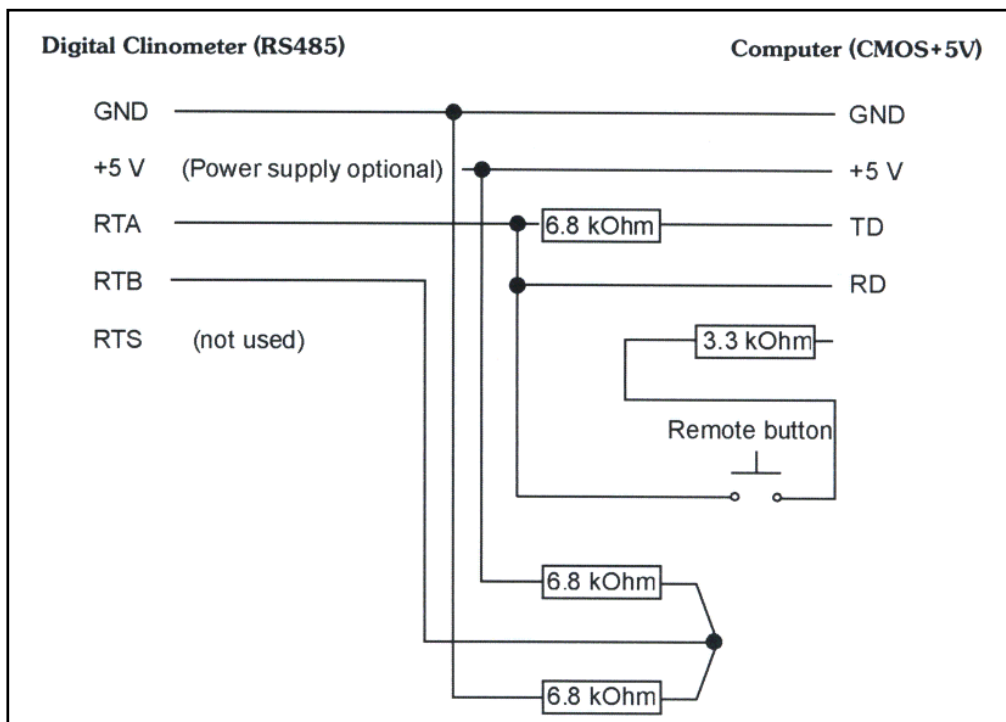 Digital Clinometer (RS485) Computer (CMOS+5V)
GND GND
+5 V (Power supply optional) +5 V
RTA 6.8 kOhm TD
RTB RD
RTS (not used) 3.3 kOhm
Remote button
6.8 kOhm
6.8 kOhm